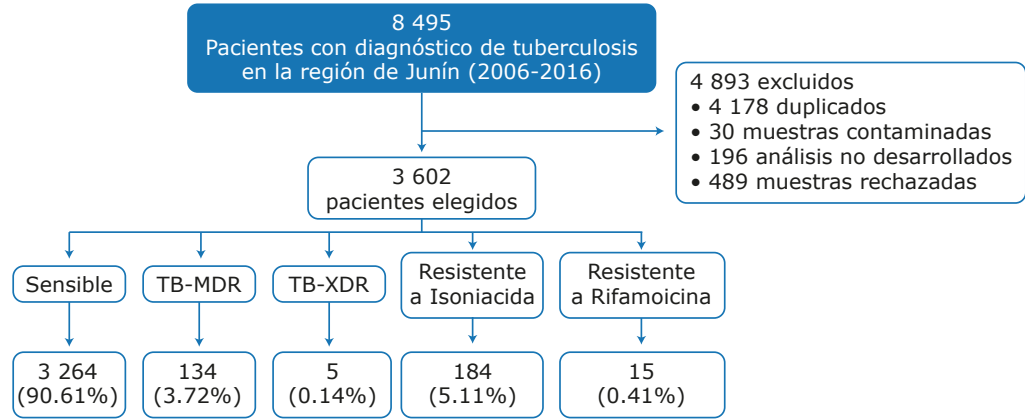 8 495
Pacientes con diagnóstico de tuberculosis
en la región de Junín (2006-2016)
4 893 excluidos
• 4 178 duplicados
• 30 muestras contaminadas
• 196 análisis no desarrollados
• 489 muestras rechazadas
3 602
pacientes elegidos
Sensible
TB-MDR
TB-XDR
Resistente
a Isoniacida
Resistente
a Rifamoicina
3 264
(90.61%)
134
(3.72%)
5
(0.14%)
184
(5.11%)
15
(0.41%)